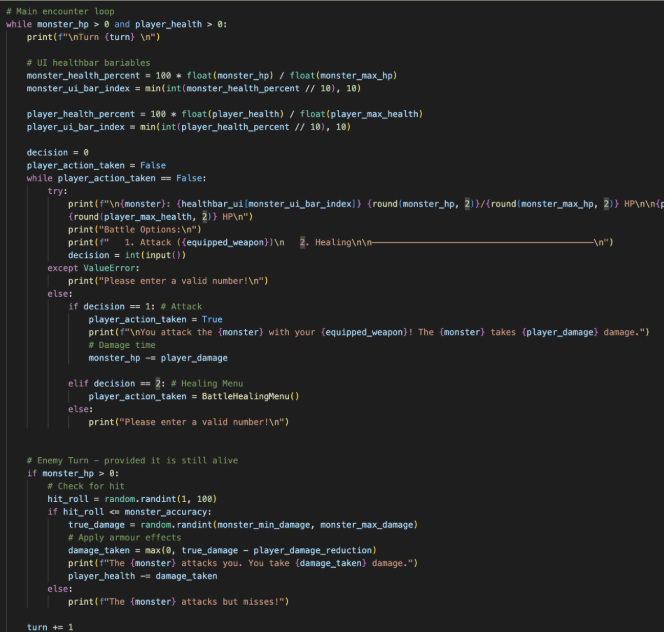 # Main encounter loop
while monster_hp > 0 and player_health > 0:
    print(f"\nTurn {turn} \n")

    # UI healthbar bariables
    monster_health_percent = 100 * float(monster_hp) / float(monster_max_hp)
    monster_ui_bar_index = min(int(monster_health_percent // 10), 10)

    player_health_percent = 100 * float(player_health) / float(player_max_health)
    player_ui_bar_index = min(int(player_health_percent // 10), 10)

    decision = 0
    player_action_taken = False
    while player_action_taken == False:
        try:
            print(f"\n{monster}: {healthbar_ui[monster_ui_bar_index]} {round(monster_hp, 2)}/{round(monster_max_hp, 2)} HP\n\n{p
            {round(player_max_health, 2)} HP\n")
            print("Battle Options:\n")
            print(f"   1. Attack ({equipped_weapon})\n   2. Healing\n\n————————————————————————————————————\n")
            decision = int(input())
        except ValueError:
            print("Please enter a valid number!\n")
        else:
            if decision == 1: # Attack
                player_action_taken = True
                print(f"\nYou attack the {monster} with your {equipped_weapon}! The {monster} takes {player_damage} damage.")
                # Damage time
                monster_hp -= player_damage

            elif decision == 2: # Healing Menu
                player_action_taken = BattleHealingMenu()
            else:
                print("Please enter a valid number!\n")

    # Enemy Turn - provided it is still alive
    if monster_hp > 0:
        # Check for hit
        hit_roll = random.randint(1, 100)
        if hit_roll <= monster_accuracy:
            true_damage = random.randint(monster_min_damage, monster_max_damage)
            # Apply armour effects
            damage_taken = max(0, true_damage - player_damage_reduction)
            print(f"The {monster} attacks you. You take {damage_taken} damage.")
            player_health -= damage_taken
        else:
            print(f"The {monster} attacks but misses!")

    turn += 1